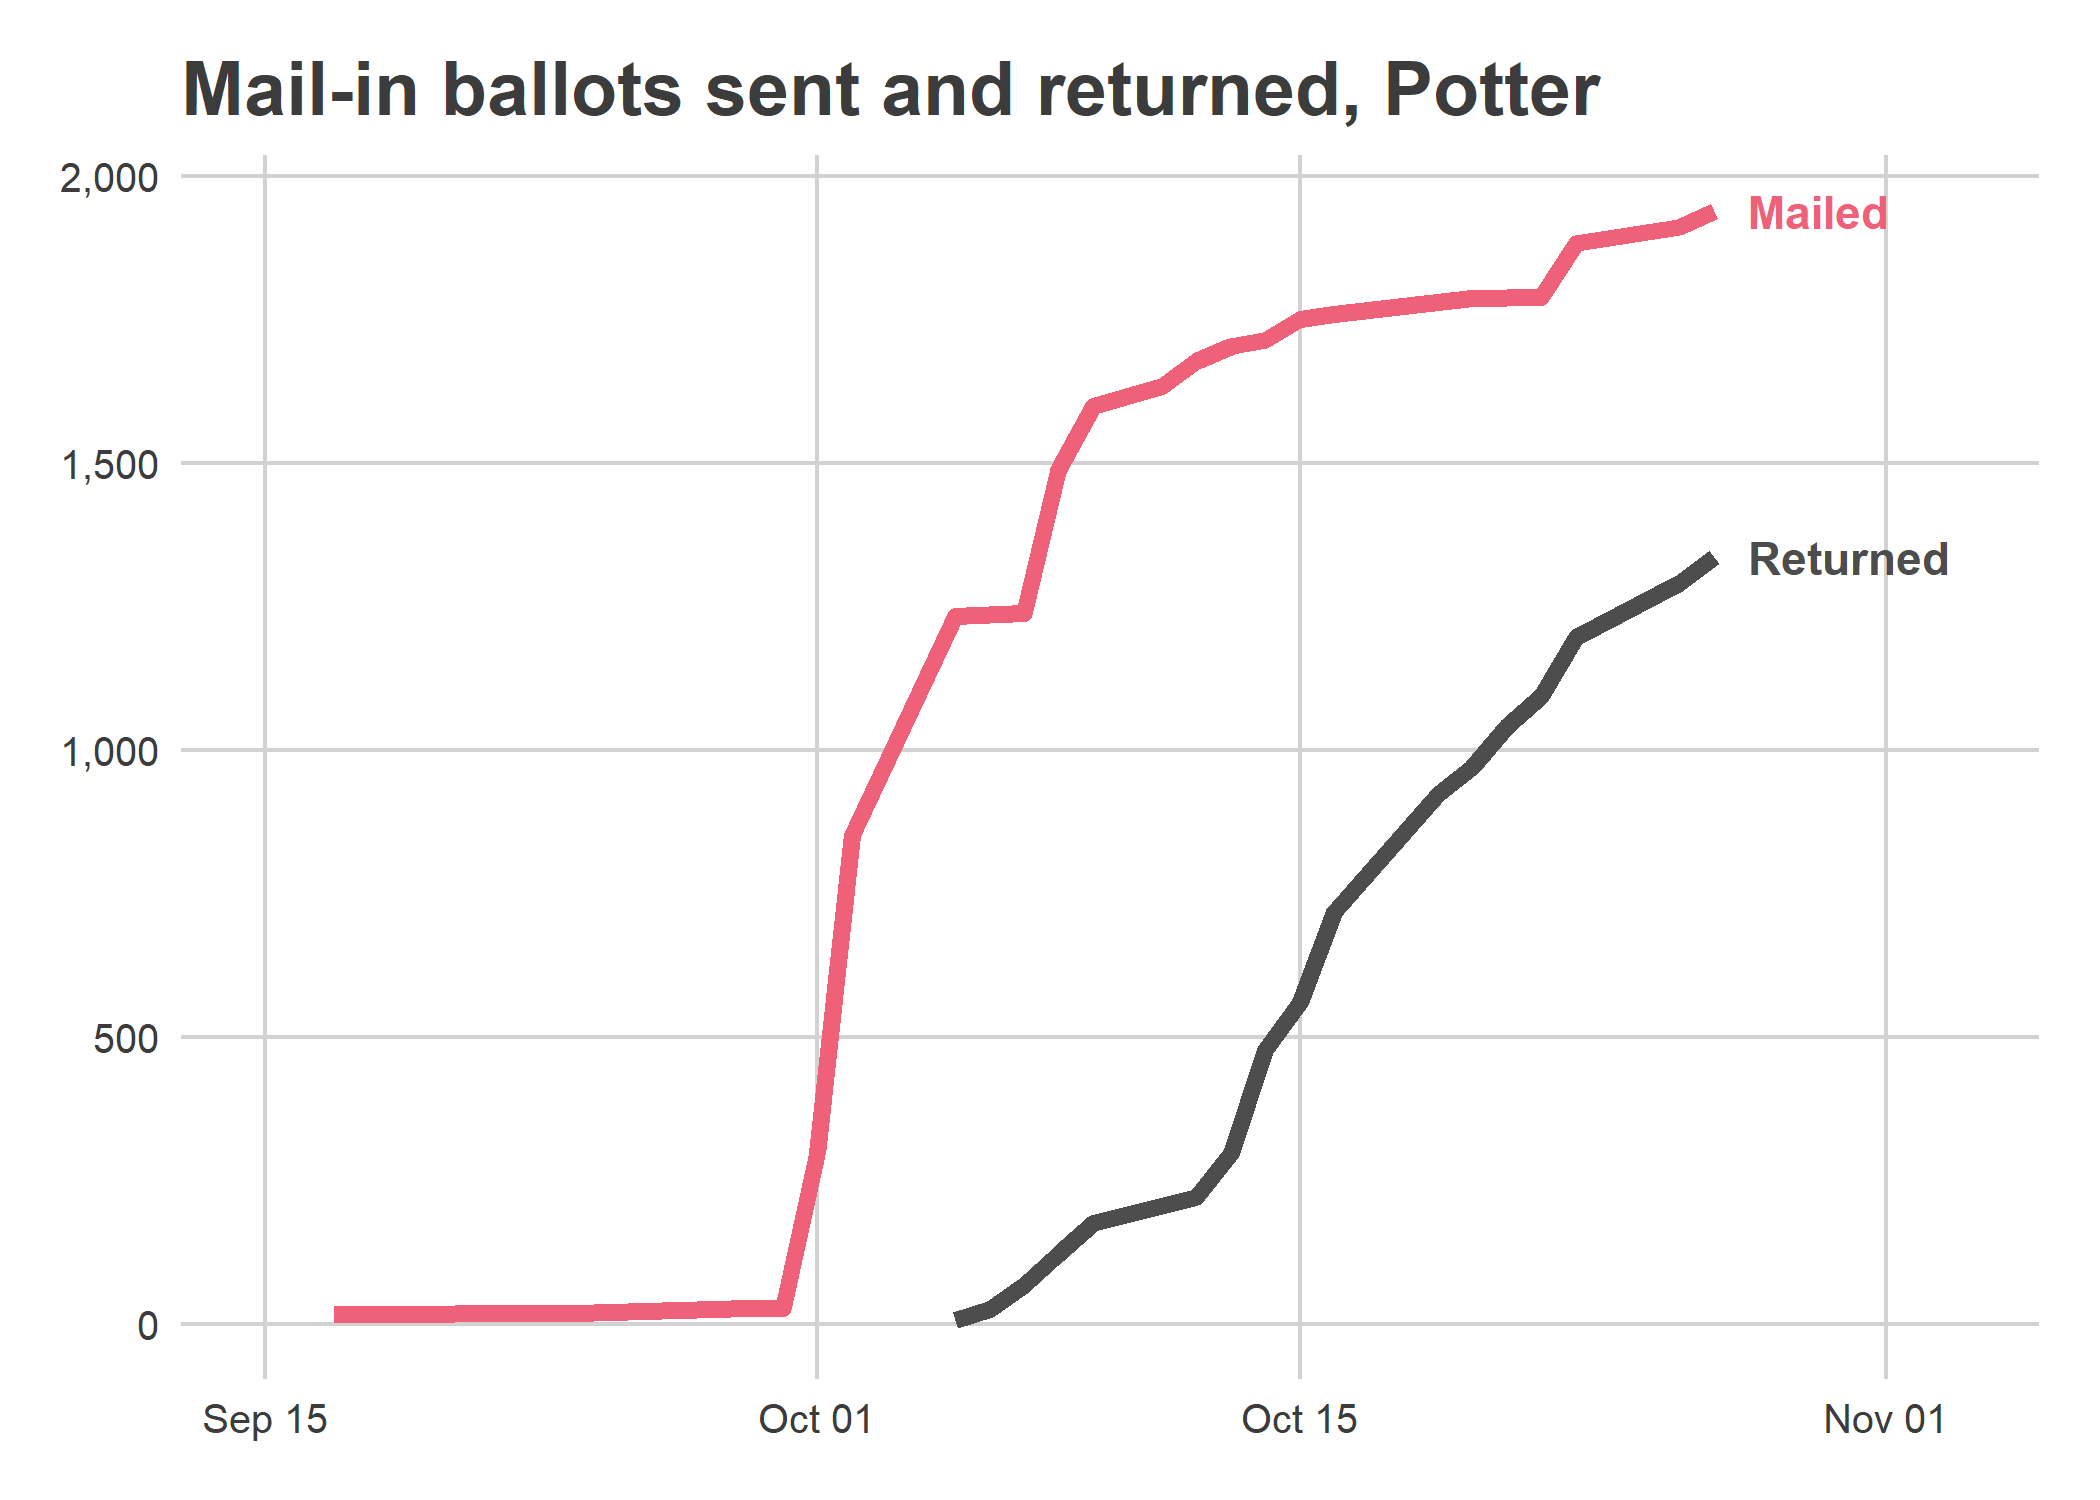 Mail-in ballots sent and returned, Potter
2,000
Mailed
1,500
Returned
1,000
500
0
Sep 15
Oct 01
Oct 15
Nov 01